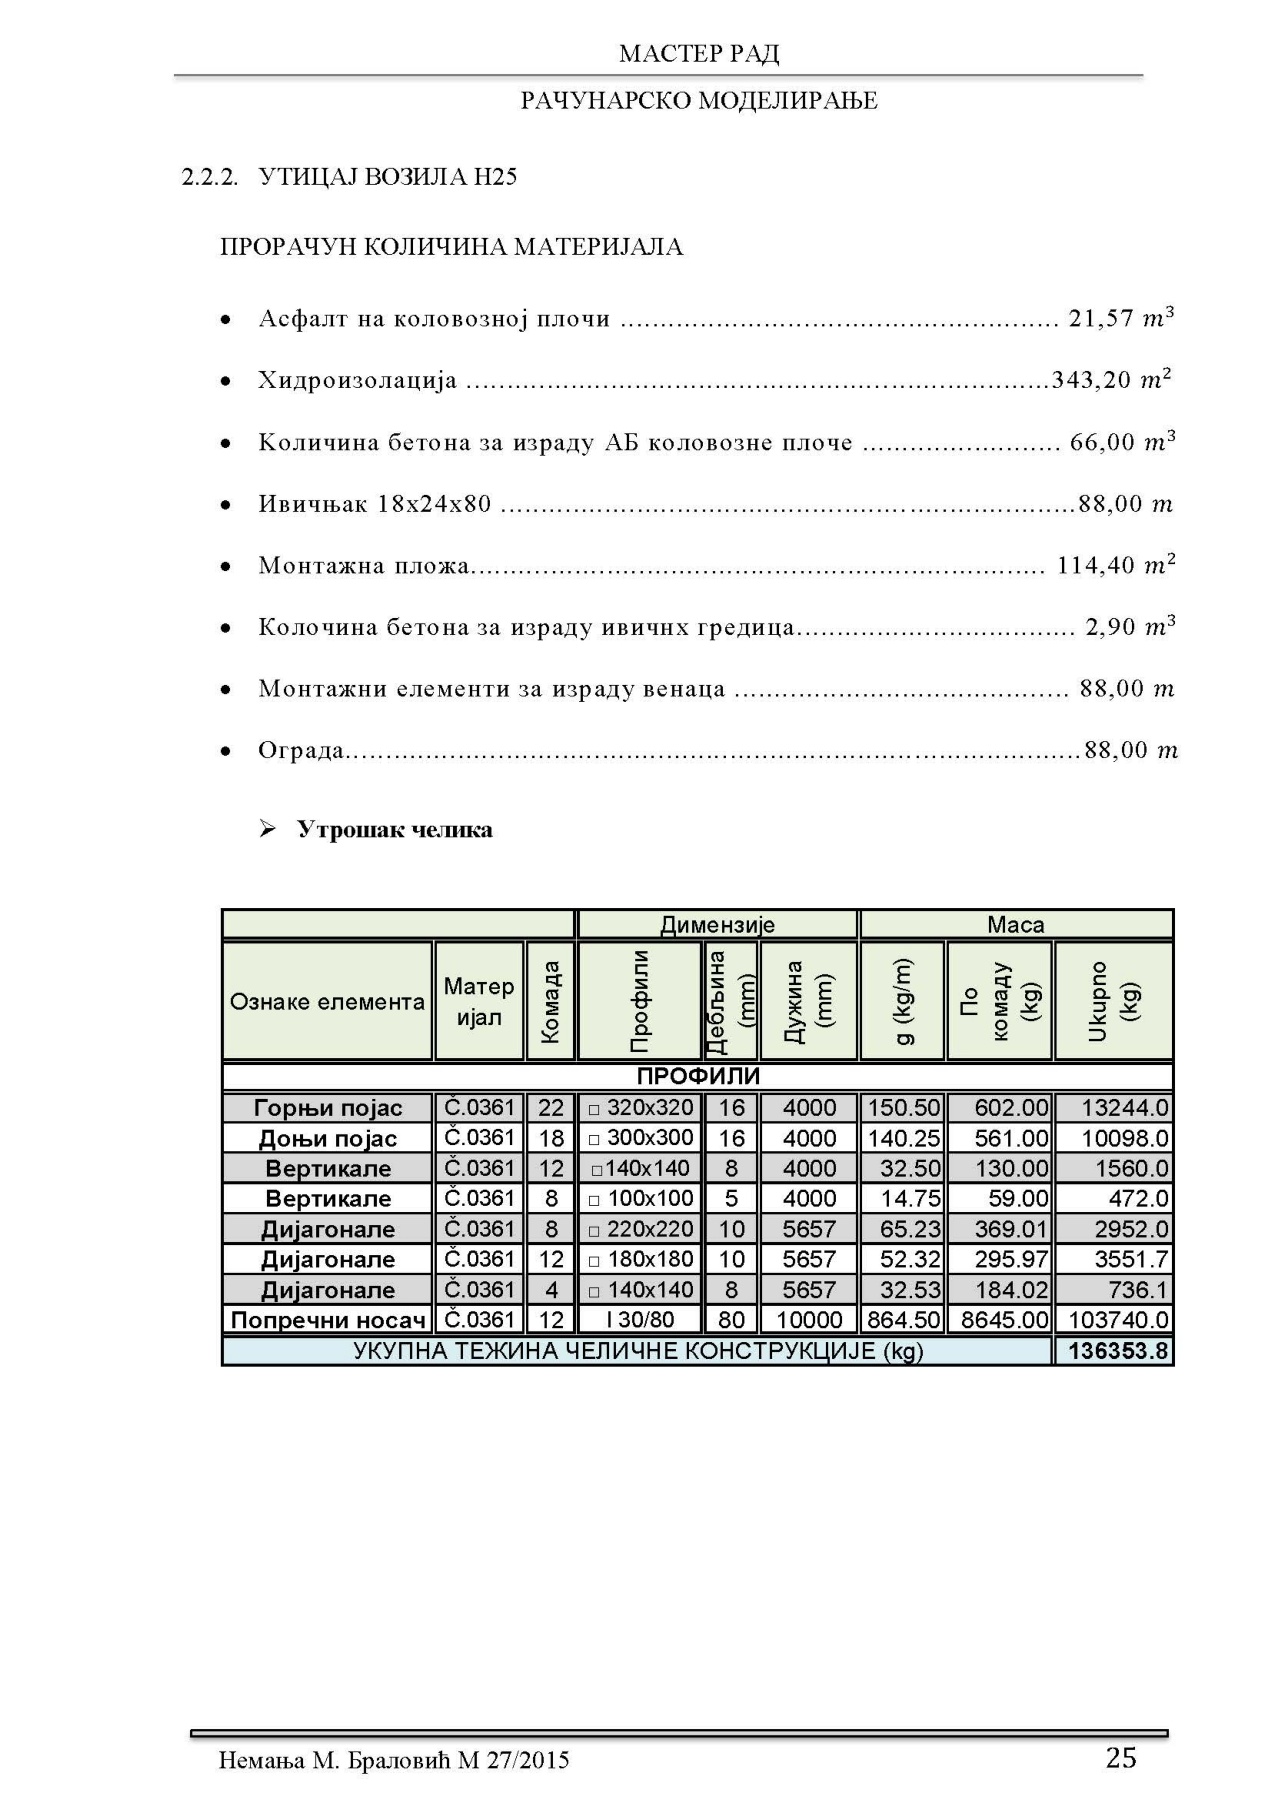 МАСТЕР РАД
РАЧУНАРСКО МОДЕЛИРАЊЕ
2.2.2. УТИЦАЈ ВОЗИЛА Н25
ПРОРАЧУН КОЛИЧИНА МАТЕРИЈАЛА
• Асфалт на коловозној плочи ...................................................... 21,57 m³
• Хидроизолација ........................................................................343,20 m²
• Количина бетона за израду АБ коловозне плоче ......................... 66,00 m³
• Ивичњак 18х24х80 .......................................................................88,00 m
• Монтажна пложа....................................................................... 114,40 m²
• Колочина бетона за израду ивичнх гредица................................... 2,90 m³
• Монтажни елементи за израду венаца .......................................... 88,00 m
• Ограда...........................................................................................88,00 m
➢ Утрошак челика
Димензије Маса
Ознаке елемента Матер ијал Комада Профили Дебљина (mm) Дужина (mm) g (kg/m) По комаду (kg) Ukupno (kg)
ПРОФИЛИ
Горњи појас Č.0361 22 □ 320x320 16 4000 150.50 602.00 13244.0
Доњи појас Č.0361 18 □ 300x300 16 4000 140.25 561.00 10098.0
Вертикале Č.0361 12 □140x140 8 4000 32.50 130.00 1560.0
Вертикале Č.0361 8 □ 100x100 5 4000 14.75 59.00 472.0
Дијагонале Č.0361 8 □ 220x220 10 5657 65.23 369.01 2952.0
Дијагонале Č.0361 12 □ 180x180 10 5657 52.32 295.97 3551.7
Дијагонале Č.0361 4 □ 140x140 8 5657 32.53 184.02 736.1
Попречни носач Č.0361 12 I 30/80 80 10000 864.50 8645.00 103740.0
УКУПНА ТЕЖИНА ЧЕЛИЧНЕ КОНСТРУКЦИЈЕ (kg) 136353.8
Немања М. Браловић М 27/2015 25